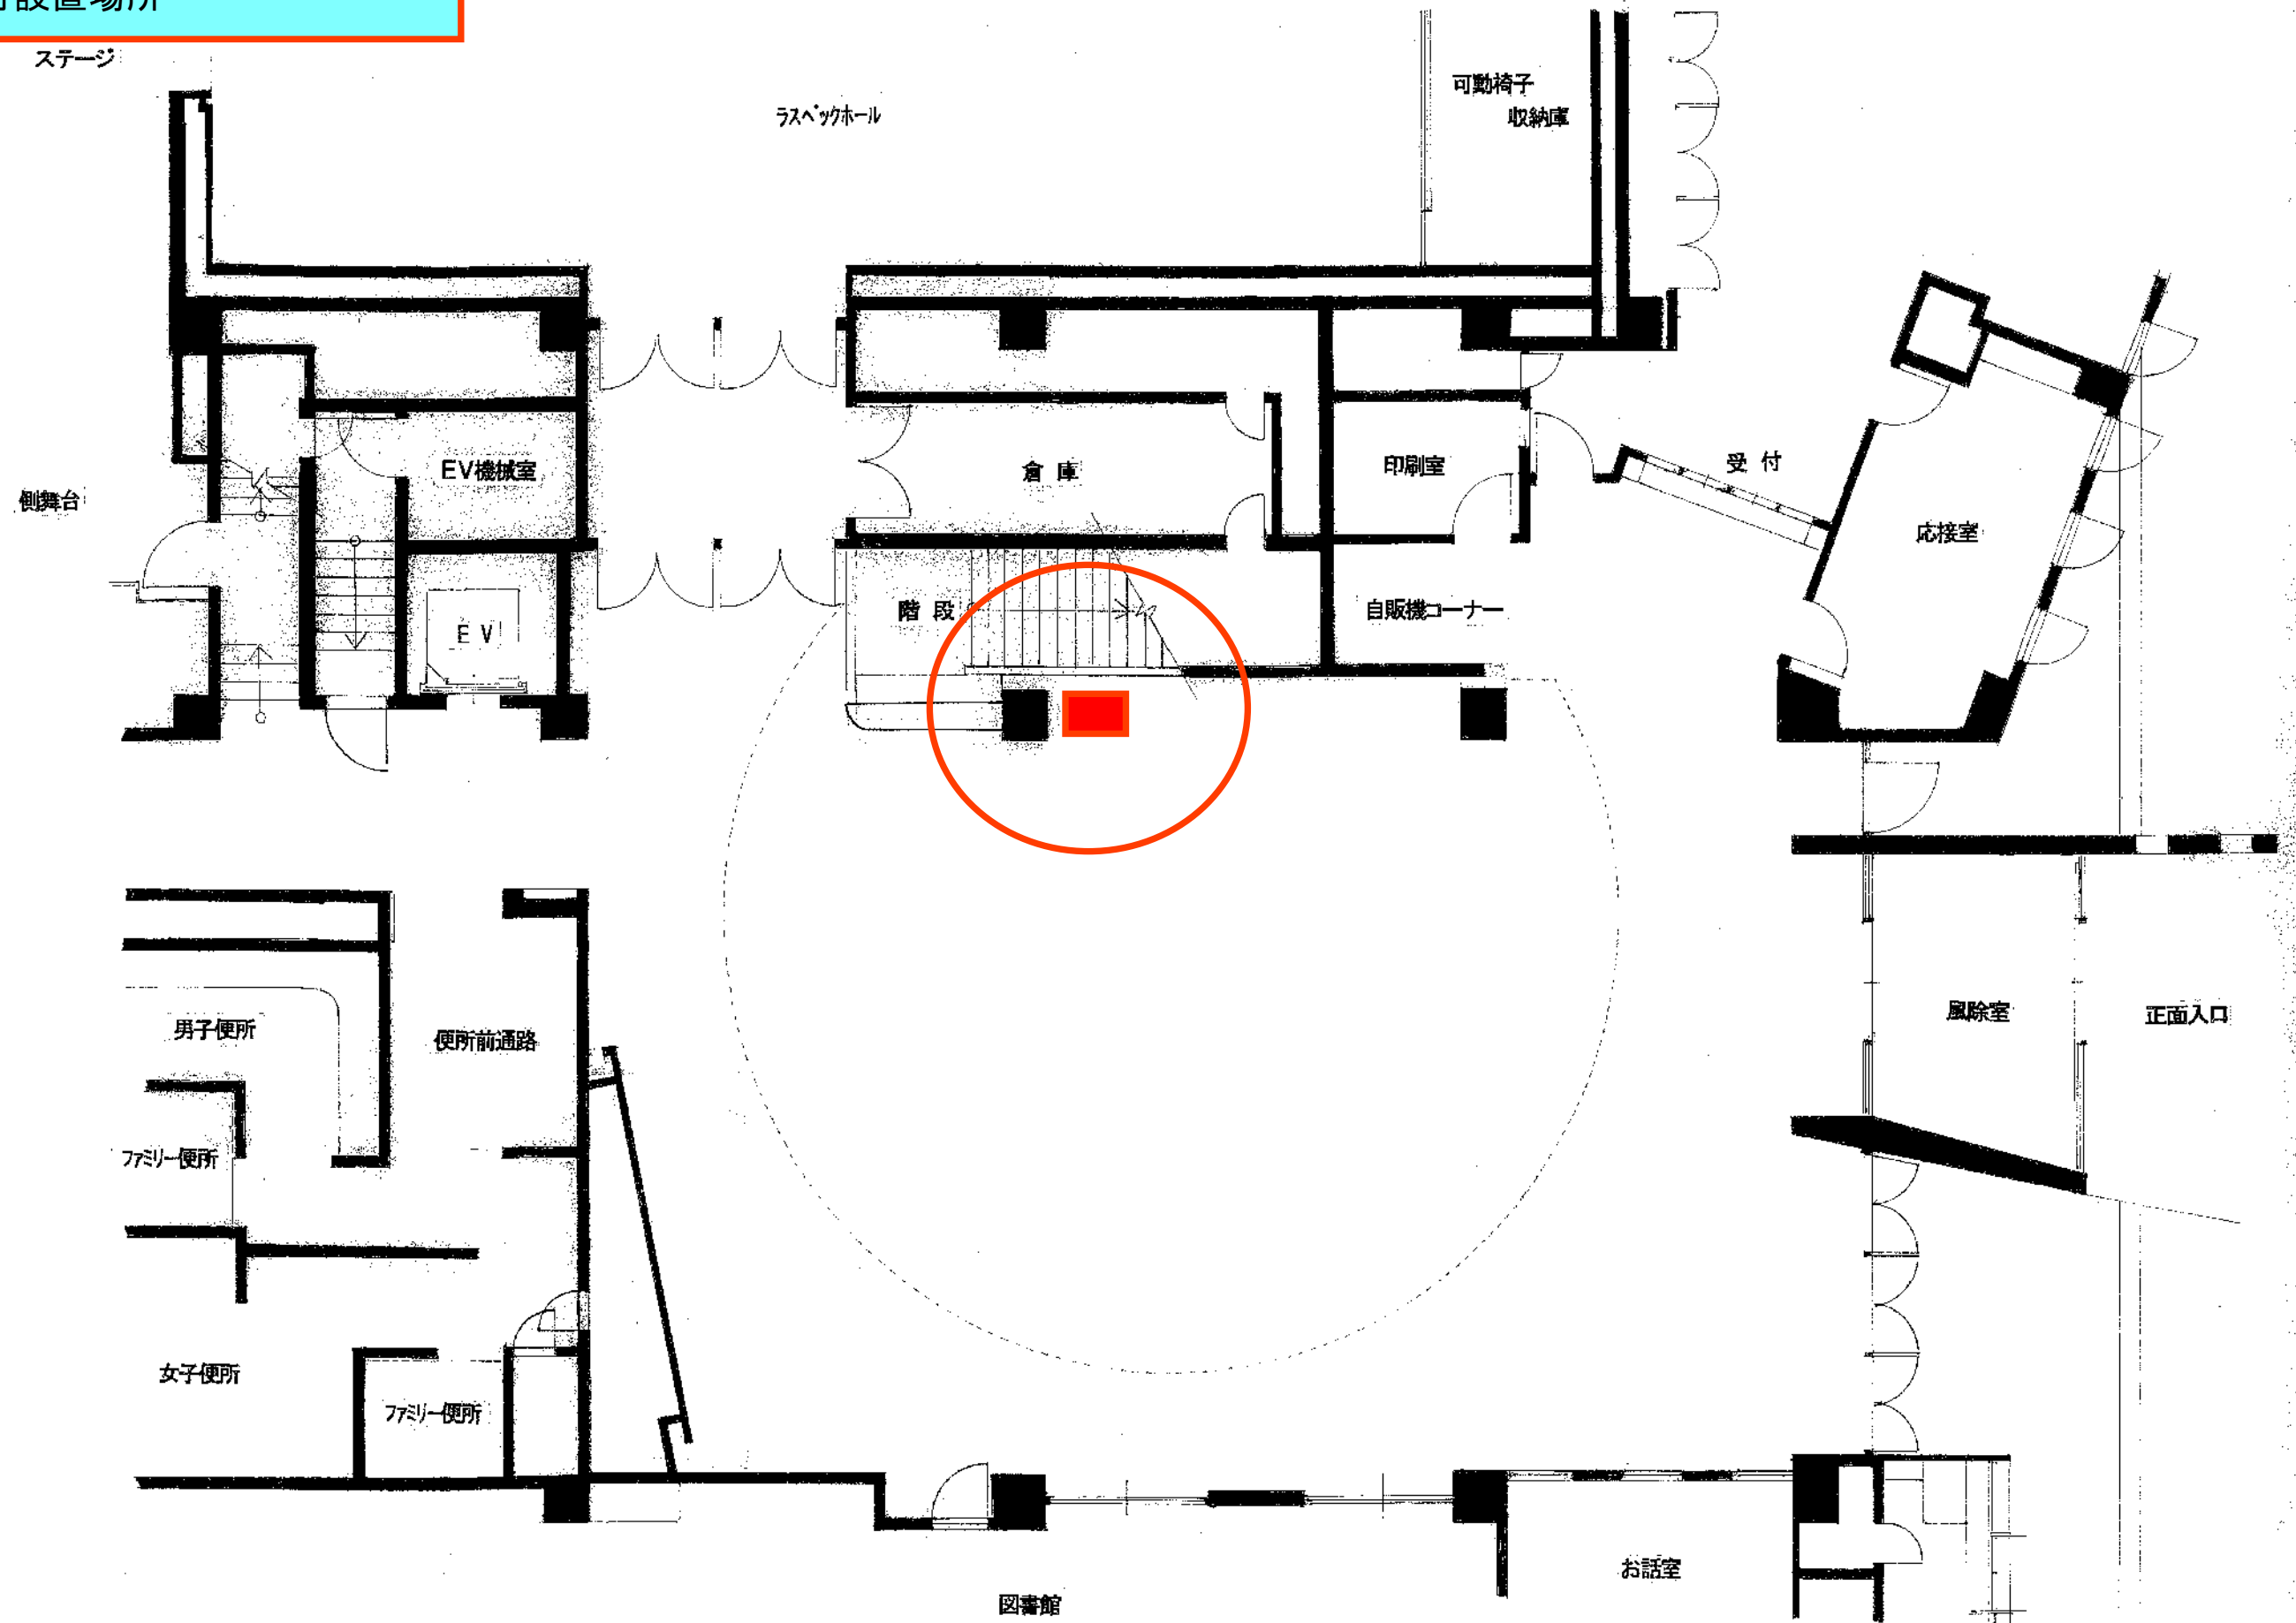 設置場所
ステージ
ラスペックホール
可動椅子
収納庫
EV機械室
倉庫
印刷室
受付
側舞台
応接室
階段
自販機コーナー
EV
風除室
正面入口
男子便所
便所前通路
ファミリー便所
女子便所
ファミリー便所
お話室
図書館